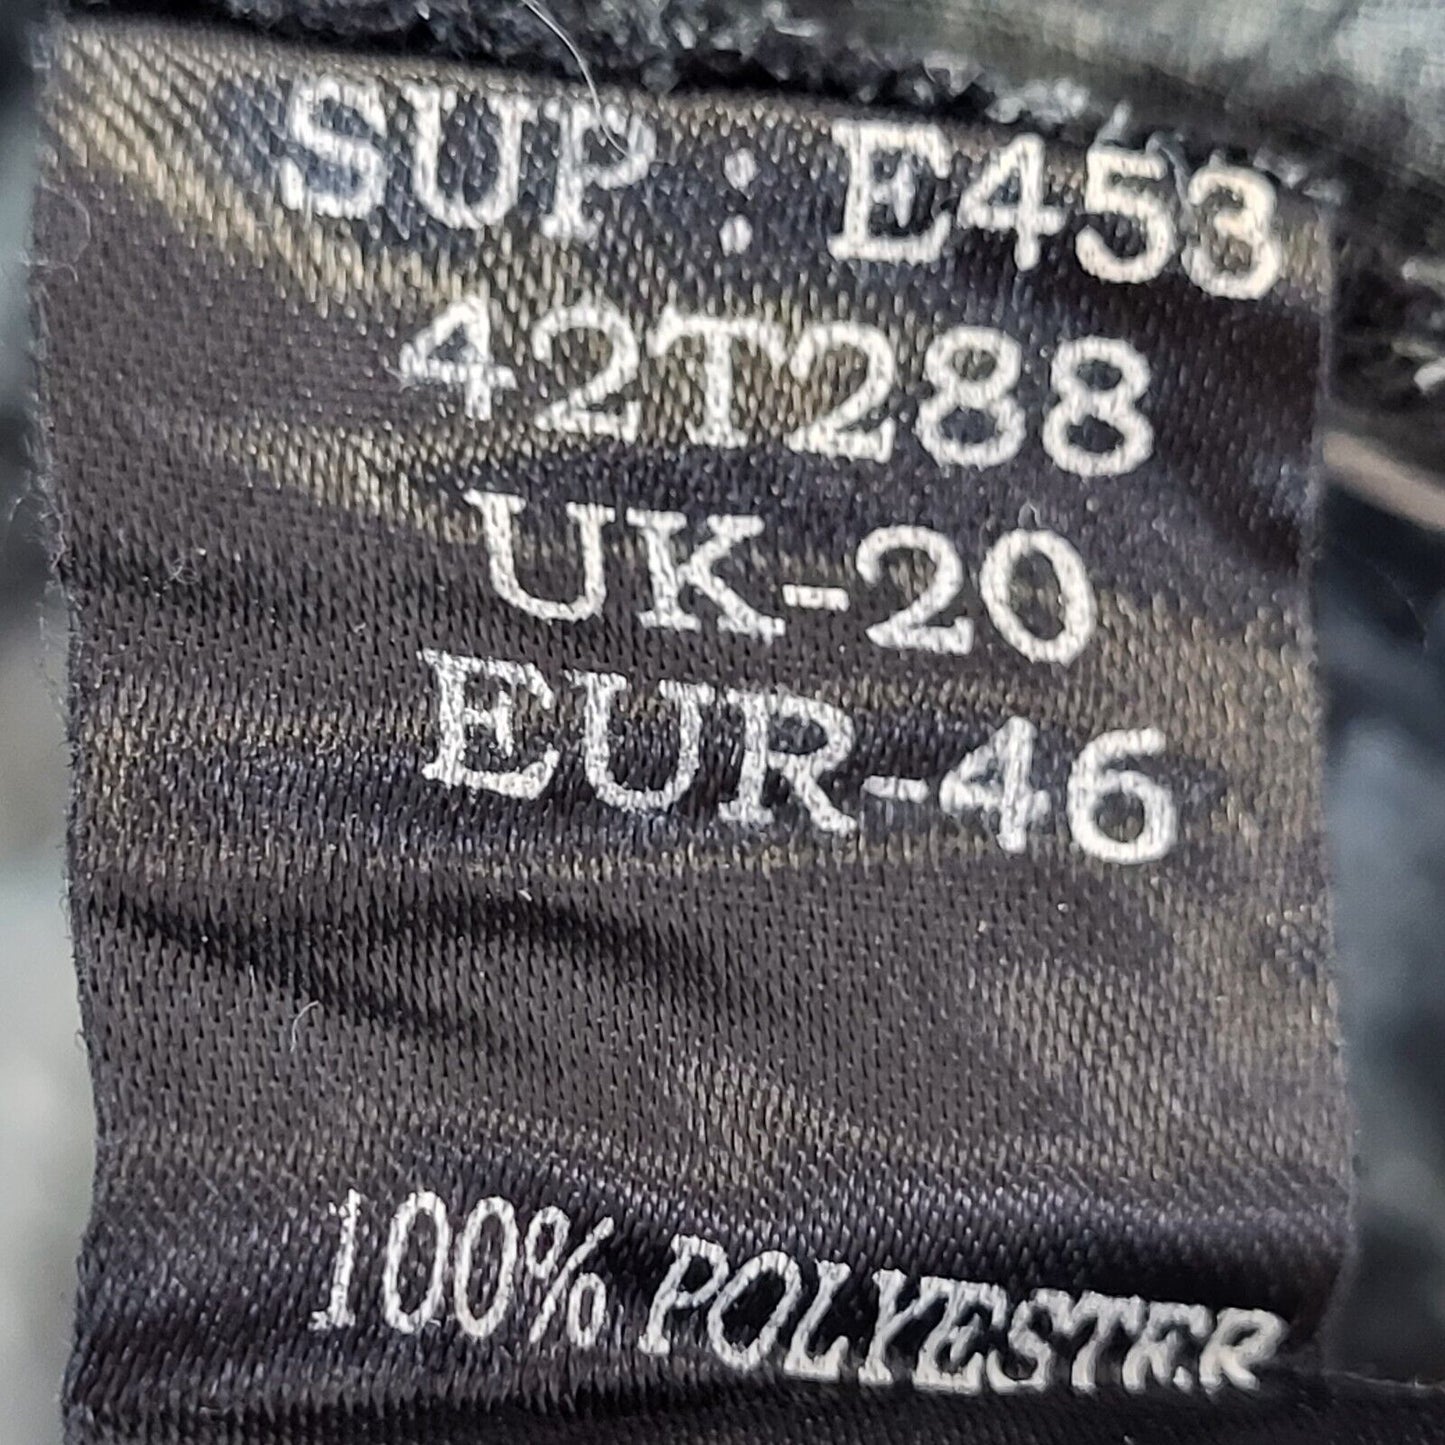 SUP : E453
42T288
UK-20
EUR-46
100% POLYESTER